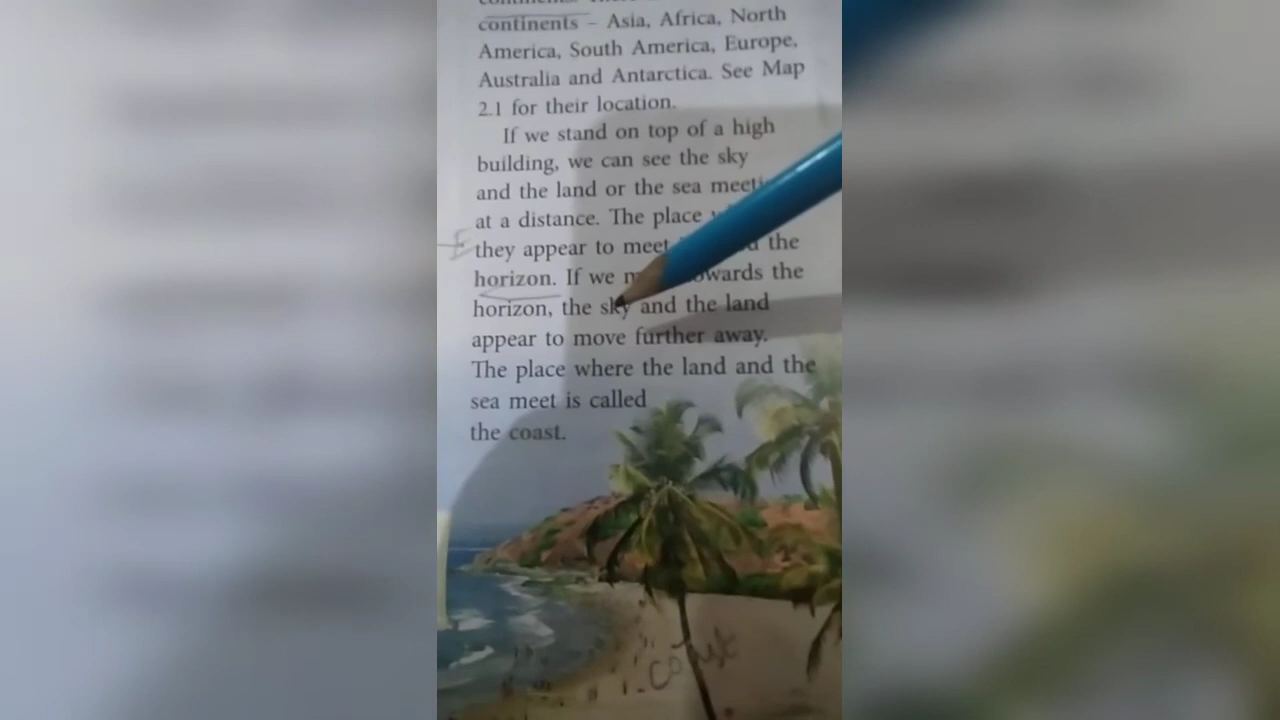 continents – Asia, Africa, North
America, South America, Europe,
Australia and Antarctica. See Map
2.1 for their location.
If we stand on top of a high
building, we can see the sky
and the land or the sea
at a distance. The place
they appear to meet the
horizon. If we the
horizon, the sky and the land
appear to move further away.
The place where the land and the
sea meet is called
the coast.
coast